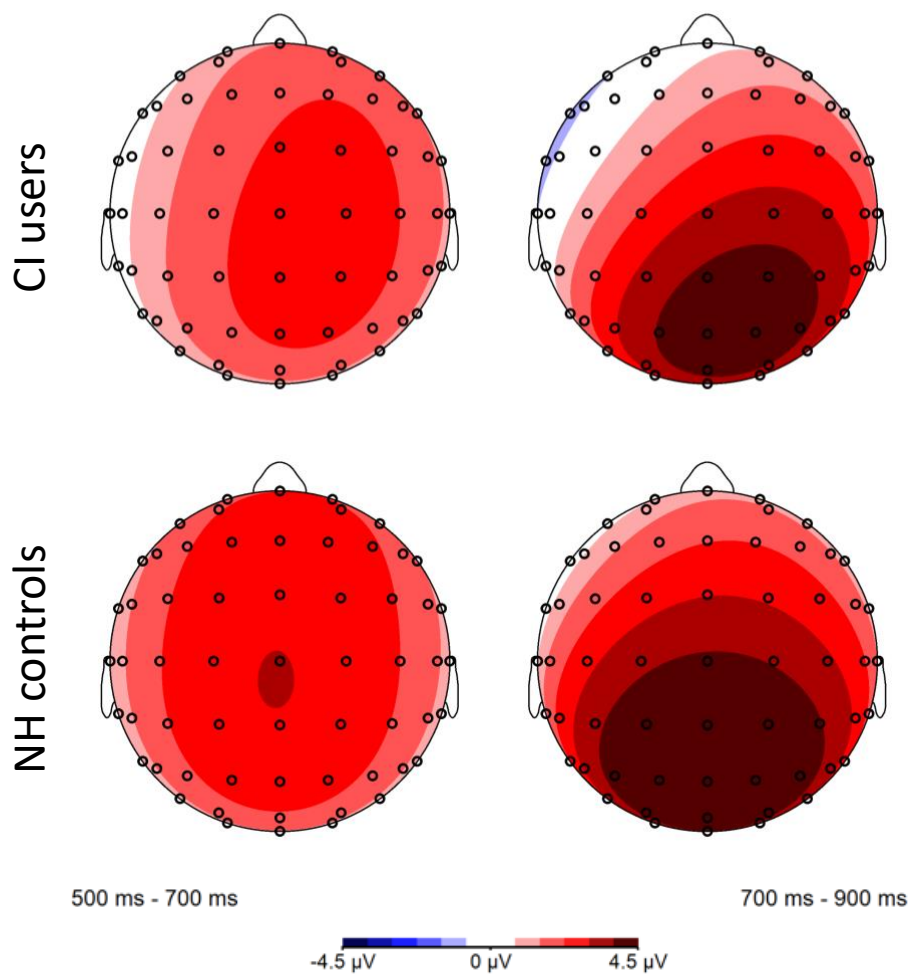 CI users
NH controls
500 ms - 700 ms
700 ms - 900 ms
-4.5 µV
0 µV
4.5 µV